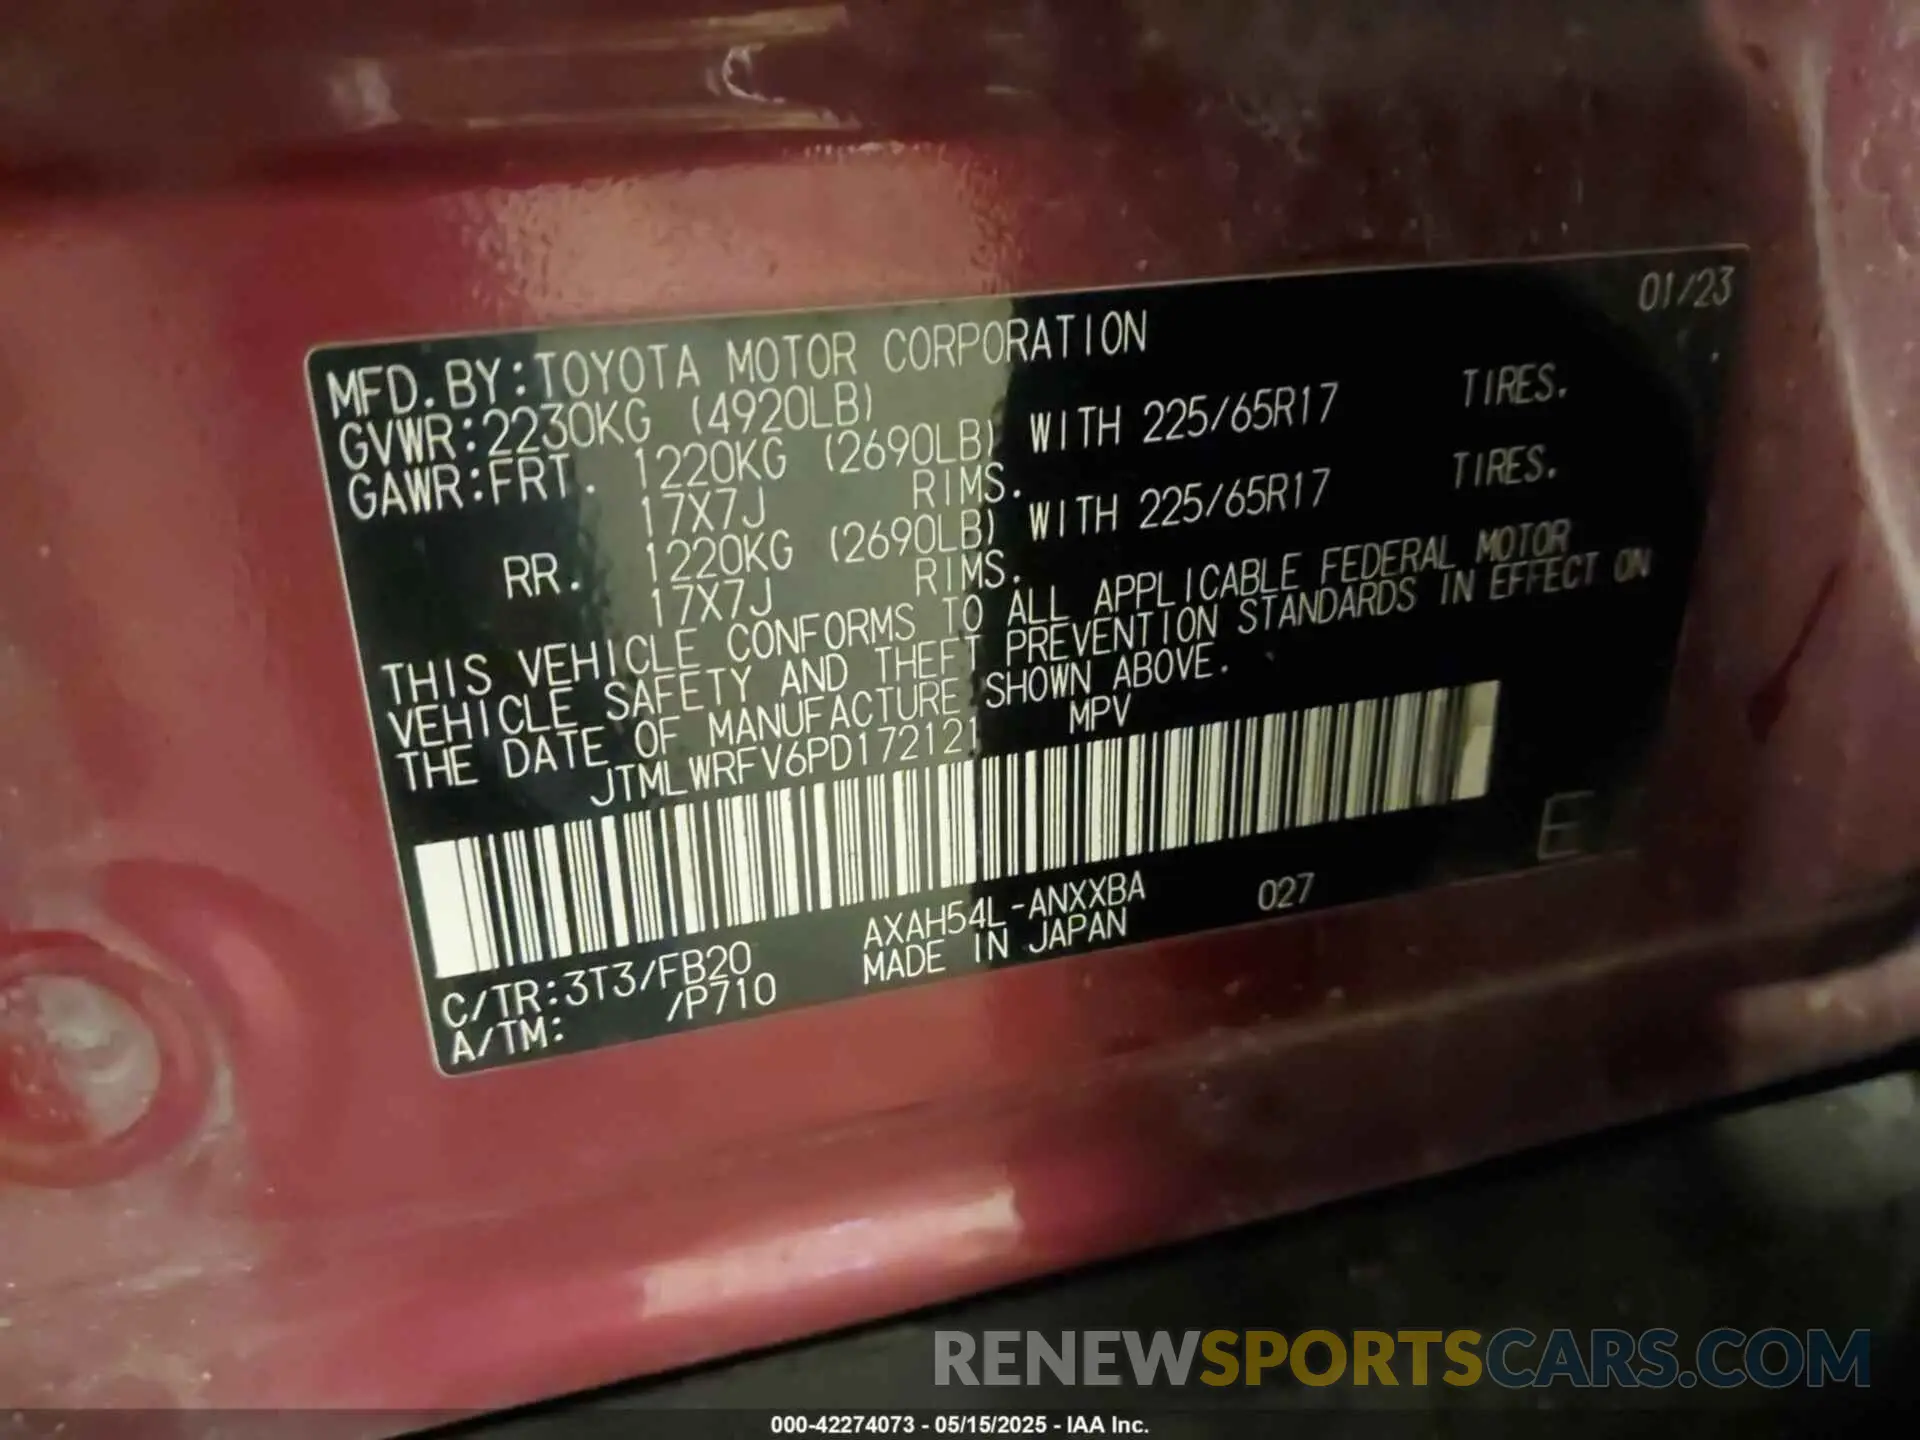 01/23
MFD. BY: TOYOTA MOTOR CORPORATION
GVWR: 2230KG (4920LB)
GAWR: FRT. 1220KG (2690LB) WITH 225/65R17 TIRES.
17X7J RIMS.
RR. 1220KG (2690LB) WITH 225/65R17 TIRES.
17X7J RIMS.
THIS VEHICLE CONFORMS TO ALL APPLICABLE FEDERAL MOTOR
VEHICLE SAFETY AND THEFT PREVENTION STANDARDS IN EFFECT ON
THE DATE OF MANUFACTURE SHOWN ABOVE.
JTMLWRFV6PD172121 MPV
E
C/TR: 3T3/FB20 AXAH54L-ANXXBA 027
A/TM: /P710 MADE IN JAPAN
RENEWSPORTSCARS.COM
000-42274073 - 05/15/2025 - IAA Inc.